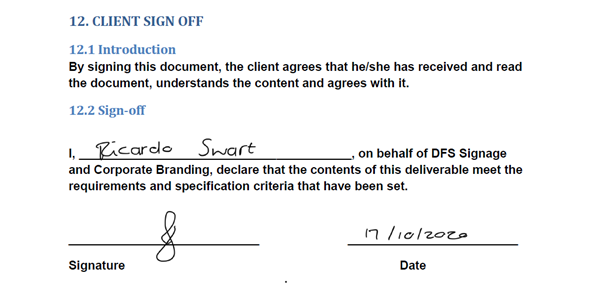 12. CLIENT SIGN OFF
12.1 Introduction
By signing this document, the client agrees that he/she has received and read
the document, understands the content and agrees with it.
12.2 Sign-off
I, Ricardo Swart, on behalf of DFS Signage
and Corporate Branding, declare that the contents of this deliverable meet the
requirements and specification criteria that have been set.
17/10/2020
Signature Date